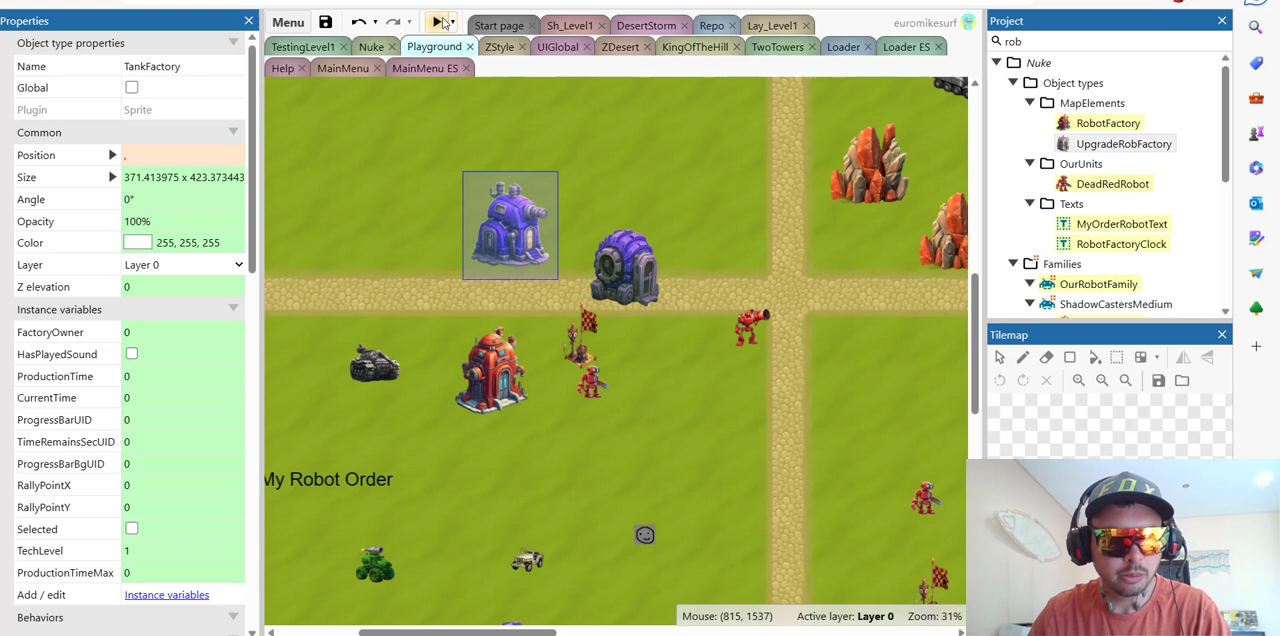 Properties
Object type properties
Name TankFactory
Global
Plugin Sprite
Common
Position ,
Size 371.413975 x 423.373443
Angle 0°
Opacity 100%
Color 255, 255, 255
Layer Layer 0
Z elevation 0
Instance variables
FactoryOwner 0
HasPlayedSound
ProductionTime 0
CurrentTime 0
ProgressBarUID 0
TimeRemainsSecUID 0
ProgressBarBgUID 0
RallyPointX 0
RallyPointY 0
Selected
TechLevel 1
ProductionTimeMax 0
Add / edit Instance variables
Behaviors
Menu
Start page Sh_Level1 DesertStorm Repo Lay_Level1 euromikesurf
TestingLevel1 Nuke Playground ZStyle UIGlobal ZDesert KingOfTheHill TwoTowers Loader Loader ES
Help MainMenu MainMenu ES
My Robot Order
Mouse: (815, 1537) Active layer: Layer 0 Zoom: 31%
Project
rob
Nuke
Object types
MapElements
RobotFactory
UpgradeRobFactory
OurUnits
DeadRedRobot
Texts
MyOrderRobotText
RobotFactoryClock
Families
OurRobotFamily
ShadowCastersMedium
Tilemap
FOX